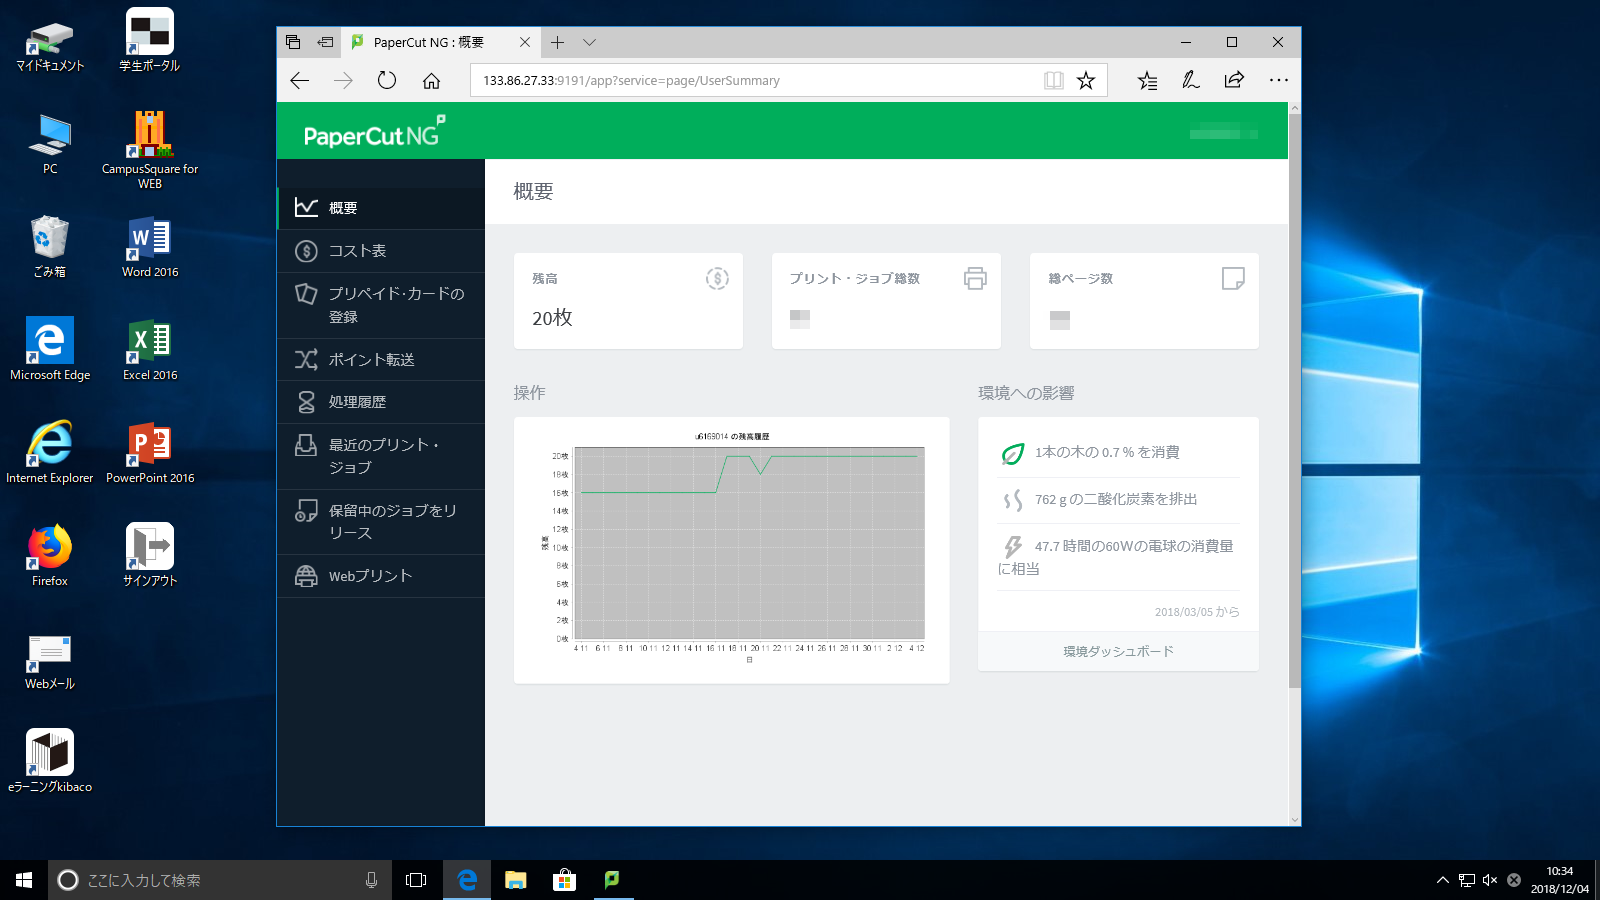 マイドキュメント
学生ポータル
PC
CampusSquare for
WEB
ごみ箱
Word 2016
Microsoft Edge
Excel 2016
Internet Explorer
PowerPoint 2016
Firefox
サインアウト
Webメール
eラーニングkibaco
PaperCut NG : 概要
133.86.27.33:9191/app?service=page/UserSummary
PaperCut NG
概要
コスト表
プリペイド・カードの
登録
ポイント転送
処理履歴
最近のプリント・
ジョブ
保留中のジョブをリ
リース
Webプリント
概要
残高
20枚
プリント・ジョブ総数
総ページ数
操作
u6169014 の残高履歴
20枚
18枚
16枚
14枚
12枚
10枚
8枚
6枚
4枚
2枚
0枚
残高
4 11 6 11 8 11 10 11 12 11 14 11 16 11 18 11 20 11 22 11 24 11 26 11 28 11 30 11 2 12 4 12
日
環境への影響
1本の木の 0.7 % を消費
762 g の二酸化炭素を排出
47.7 時間の60Wの電球の消費量
に相当
2018/03/05 から
環境ダッシュボード
ここに入力して検索
10:34
2018/12/04